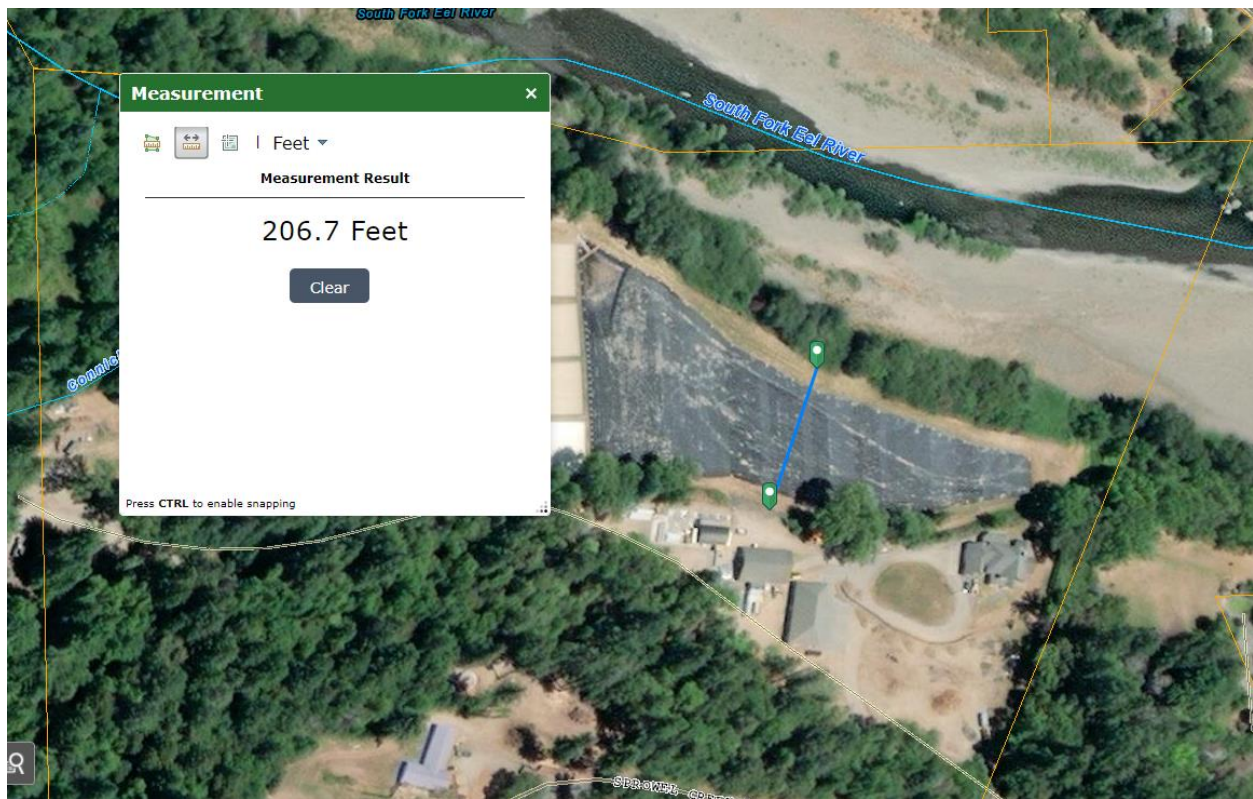 South Fork Eel River
Measurement
Feet
Measurement Result
206.7 Feet
Clear
Press CTRL to enable snapping
South Fork Eel River
SPROWEL